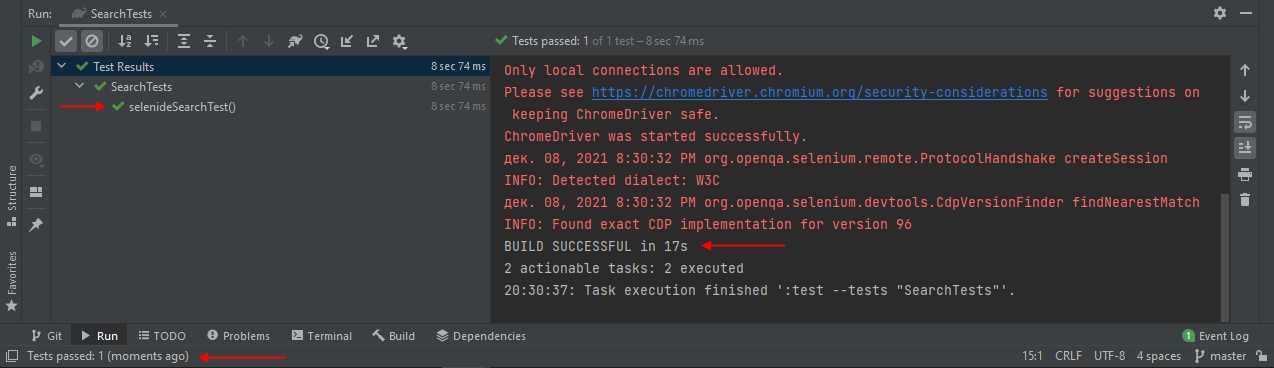 Run: SearchTests
Tests passed: 1 of 1 test – 8 sec 74 ms
Test Results 8 sec 74 ms
SearchTests 8 sec 74 ms
selenideSearchTest() 8 sec 74 ms
Only local connections are allowed.
Please see https://chromedriver.chromium.org/security-considerations for suggestions on
keeping ChromeDriver safe.
ChromeDriver was started successfully.
дек. 08, 2021 8:30:32 PM org.openqa.selenium.remote.ProtocolHandshake createSession
INFO: Detected dialect: W3C
дек. 08, 2021 8:30:32 PM org.openqa.selenium.devtools.CdpVersionFinder findNearestMatch
INFO: Found exact CDP implementation for version 96
BUILD SUCCESSFUL in 17s
2 actionable tasks: 2 executed
20:30:37: Task execution finished ':test --tests "SearchTests"'.
Structure
Favorites
Git Run TODO Problems Terminal Build Dependencies 1 Event Log
Tests passed: 1 (moments ago) 15:1 CRLF UTF-8 4 spaces master